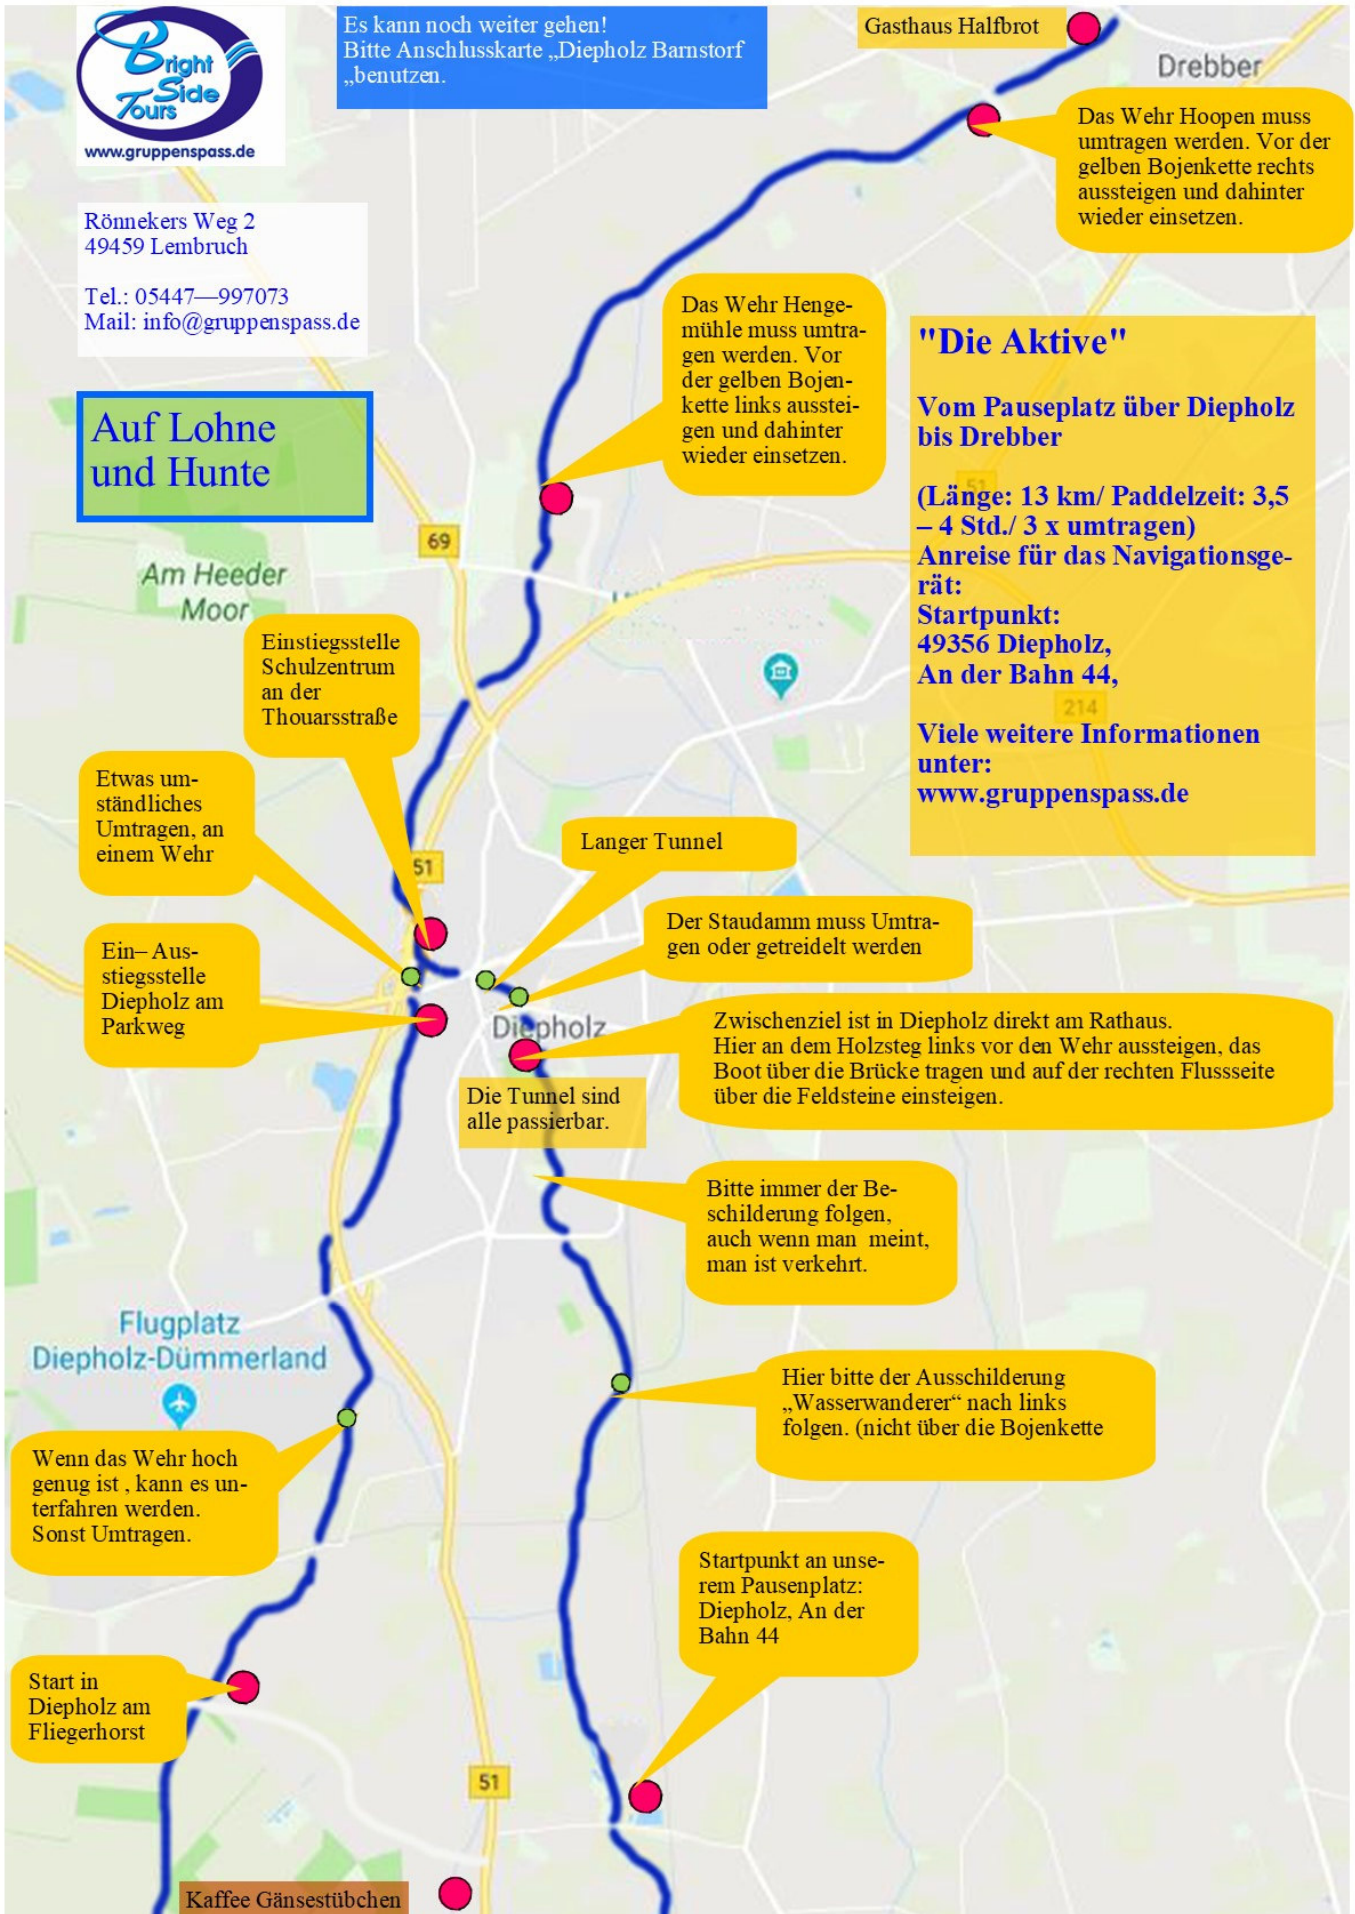 Bright
Side
Tours
www.gruppenspass.de
Es kann noch weiter gehen!
Bitte Anschlusskarte „Diepholz Barnstorf
„benutzen.
Gasthaus Halfbrot
Drebber
Das Wehr Hoopen muss
umtragen werden. Vor der
gelben Bojenkette rechts
aussteigen und dahinter
wieder einsetzen.
Rönnekers Weg 2
49459 Lembruch
Tel.: 05447—997073
Mail: info@gruppenspass.de
Das Wehr Henge-
mühle muss umtra-
gen werden. Vor
der gelben Bojen-
kette links ausstei-
gen und dahinter
wieder einsetzen.
"Die Aktive"
Vom Pauseplatz über Diepholz
bis Drebber
51
(Länge: 13 km/ Paddelzeit: 3,5
– 4 Std./ 3 x umtragen)
Anreise für das Navigationsge-
rät:
Startpunkt:
49356 Diepholz,
An der Bahn 44,
214
Viele weitere Informationen
unter:
www.gruppenspass.de
Auf Lohne
und Hunte
69
Am Heeder
Moor
Einstiegsstelle
Schulzentrum
an der
Thouarsstraße
Etwas um-
ständliches
Umtragen, an
einem Wehr
51
Langer Tunnel
Der Staudamm muss Umtra-
gen oder getreidelt werden
Ein– Aus-
stiegsstelle
Diepholz am
Parkweg
Diepholz
Zwischenziel ist in Diepholz direkt am Rathaus.
Hier an dem Holzsteg links vor den Wehr aussteigen, das
Boot über die Brücke tragen und auf der rechten Flussseite
über die Feldsteine einsteigen.
Die Tunnel sind
alle passierbar.
Bitte immer der Be-
schilderung folgen,
auch wenn man  meint,
man ist verkehrt.
Flugplatz
Diepholz-Dümmerland
Hier bitte der Ausschilderung
„Wasserwanderer“ nach links
folgen. (nicht über die Bojenkette
Wenn das Wehr hoch
genug ist , kann es un-
terfahren werden.
Sonst Umtragen.
Startpunkt an unse-
rem Pausenplatz:
Diepholz, An der
Bahn 44
Start in
Diepholz am
Fliegerhorst
51
Kaffee Gänsestübchen